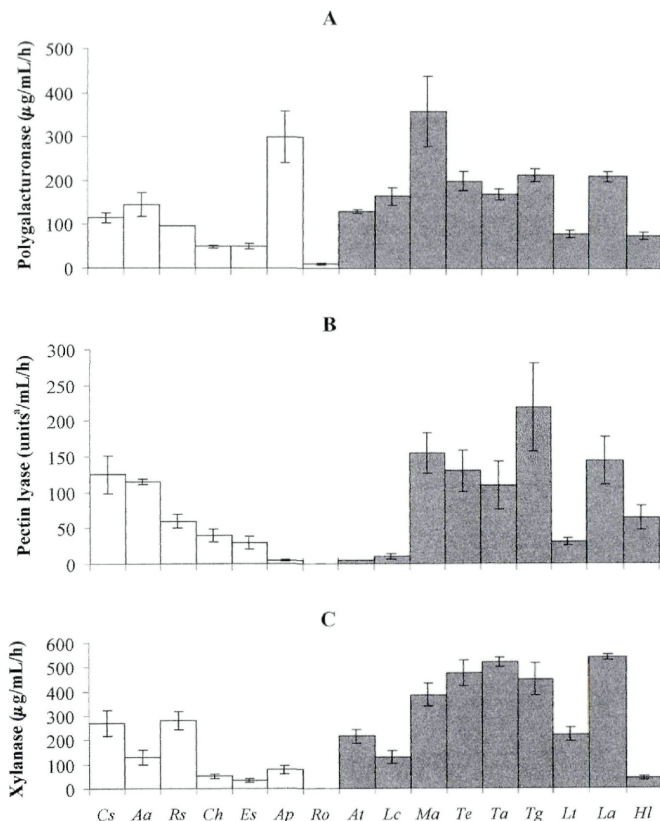 A
Polygalacturonase (µg/mL/h)
500
400
300
200
100
0
B
Pectin lyase (unitsᵃ/mL/h)
300
250
200
150
100
50
0
C
Xylanase (µg/mL/h)
600
500
400
300
200
100
0
Cs Aa Rs Ch Es Ap Ro At Lc Ma Te Ta Tg Lt La Hl